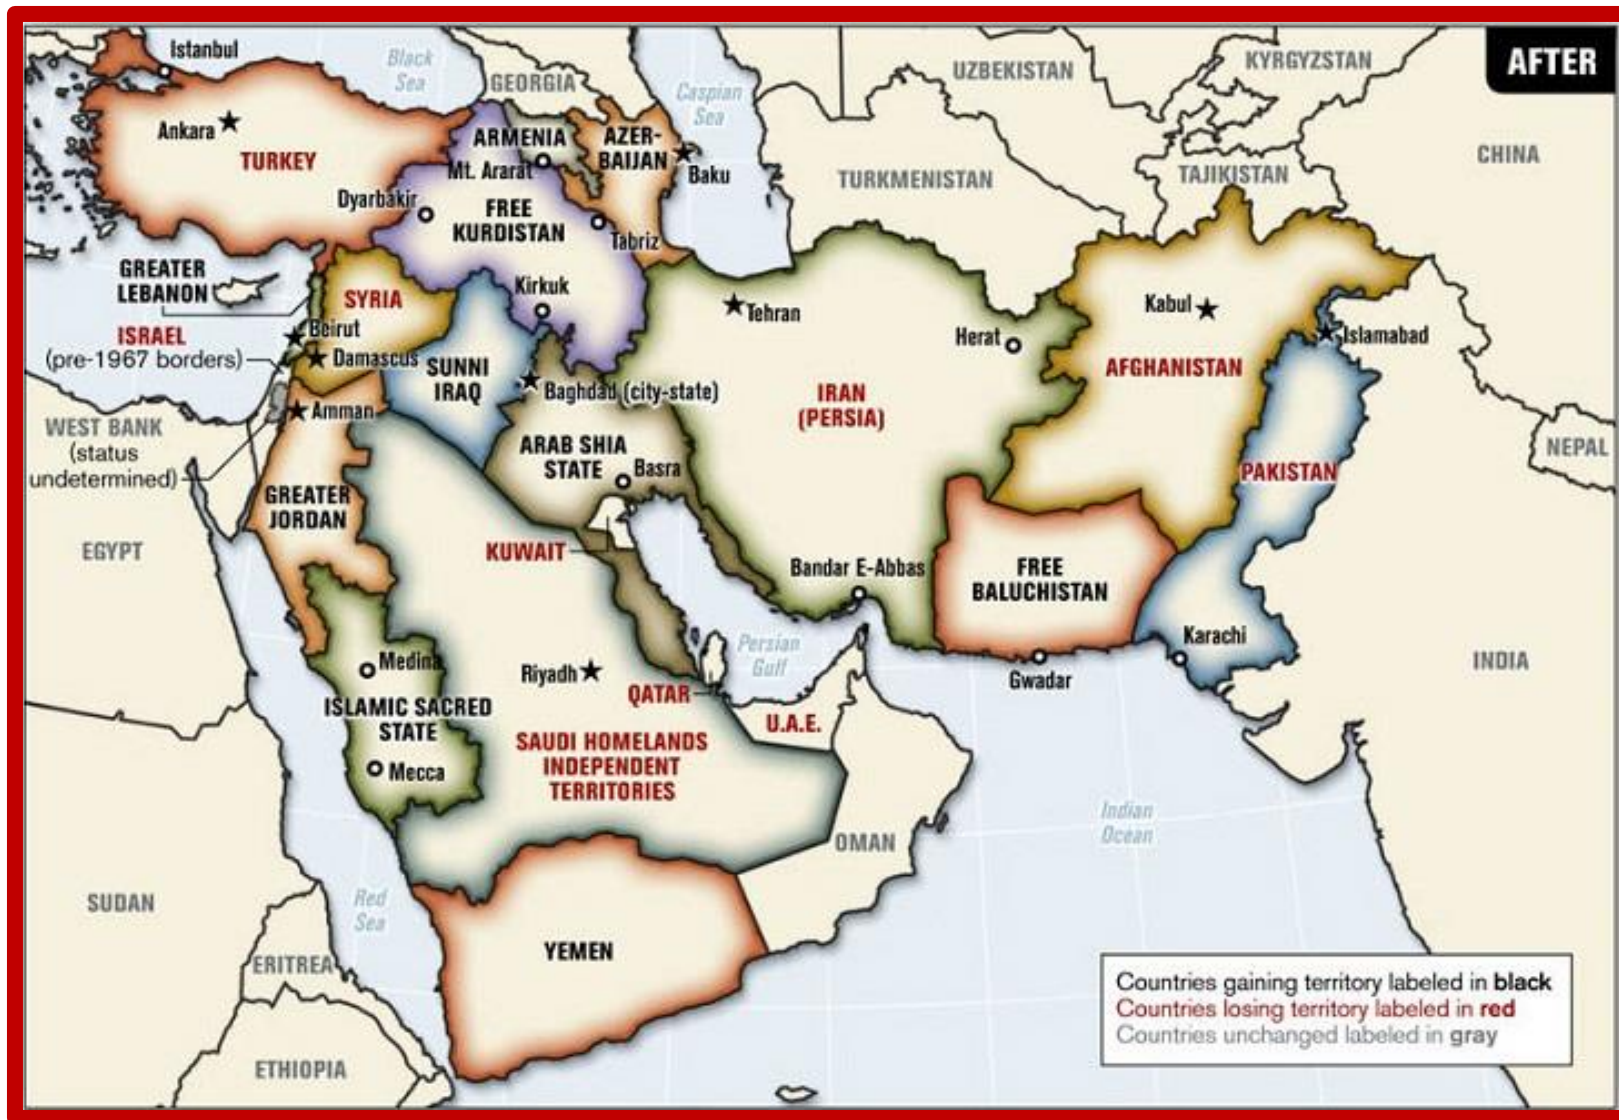 AFTER
Istanbul
Black
Sea
GEORGIA
Caspian
Sea
UZBEKISTAN
KYRGYZSTAN
Ankara
TURKEY
ARMENIA
Mt. Ararat
AZER-
BAIJAN
Baku
TURKMENISTAN
TAJIKISTAN
CHINA
Dyarbakir
FREE
KURDISTAN
Tabriz
GREATER
LEBANON
SYRIA
Kirkuk
Tehran
Herat
Kabul
Islamabad
ISRAEL
(pre-1967 borders)
Beirut
Damascus
SUNNI
IRAQ
Baghdad (city-state)
IRAN
(PERSIA)
AFGHANISTAN
Amman
WEST BANK
(status
undetermined)
ARAB SHIA
STATE
Basra
PAKISTAN
NEPAL
GREATER
JORDAN
EGYPT
KUWAIT
Bandar E-Abbas
FREE
BALUCHISTAN
Karachi
Gwadar
INDIA
Persian
Gulf
Medina
Riyadh
QATAR
ISLAMIC SACRED
STATE
Mecca
U.A.E.
SAUDI HOMELANDS
INDEPENDENT
TERRITORIES
Indian
Ocean
OMAN
SUDAN
Red
Sea
YEMEN
ERITREA
ETHIOPIA
Countries gaining territory labeled in black
Countries losing territory labeled in red
Countries unchanged labeled in gray